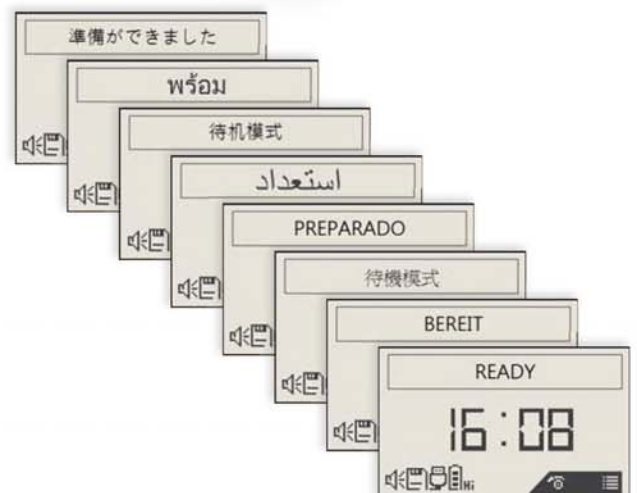 準備ができました
พร้อม
待机模式
استعداد
PREPARADO
待機模式
BEREIT
READY
16:08
Hi